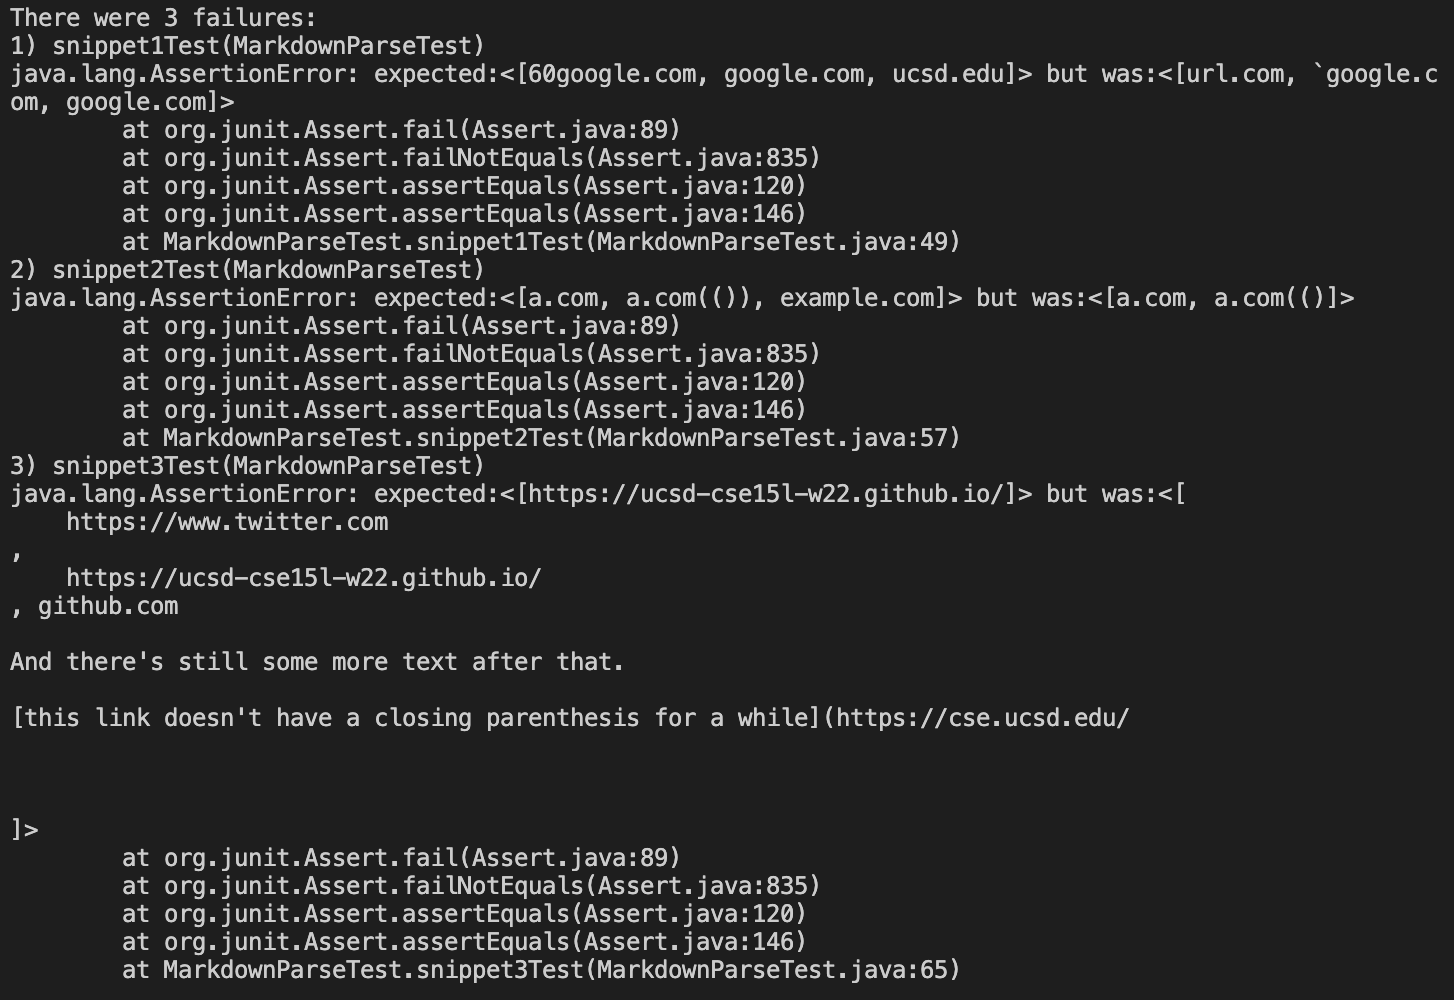 There were 3 failures:
1) snippet1Test(MarkdownParseTest)
java.lang.AssertionError: expected:<[60google.com, google.com, ucsd.edu]> but was:<[url.com, `google.c
om, google.com]>
        at org.junit.Assert.fail(Assert.java:89)
        at org.junit.Assert.failNotEquals(Assert.java:835)
        at org.junit.Assert.assertEquals(Assert.java:120)
        at org.junit.Assert.assertEquals(Assert.java:146)
        at MarkdownParseTest.snippet1Test(MarkdownParseTest.java:49)
2) snippet2Test(MarkdownParseTest)
java.lang.AssertionError: expected:<[a.com, a.com(()), example.com]> but was:<[a.com, a.com(()]>
        at org.junit.Assert.fail(Assert.java:89)
        at org.junit.Assert.failNotEquals(Assert.java:835)
        at org.junit.Assert.assertEquals(Assert.java:120)
        at org.junit.Assert.assertEquals(Assert.java:146)
        at MarkdownParseTest.snippet2Test(MarkdownParseTest.java:57)
3) snippet3Test(MarkdownParseTest)
java.lang.AssertionError: expected:<[https://ucsd-cse15l-w22.github.io/]> but was:<[
    https://www.twitter.com
,
    https://ucsd-cse15l-w22.github.io/
, github.com

And there's still some more text after that.

[this link doesn't have a closing parenthesis for a while](https://cse.ucsd.edu/



]>
        at org.junit.Assert.fail(Assert.java:89)
        at org.junit.Assert.failNotEquals(Assert.java:835)
        at org.junit.Assert.assertEquals(Assert.java:120)
        at org.junit.Assert.assertEquals(Assert.java:146)
        at MarkdownParseTest.snippet3Test(MarkdownParseTest.java:65)